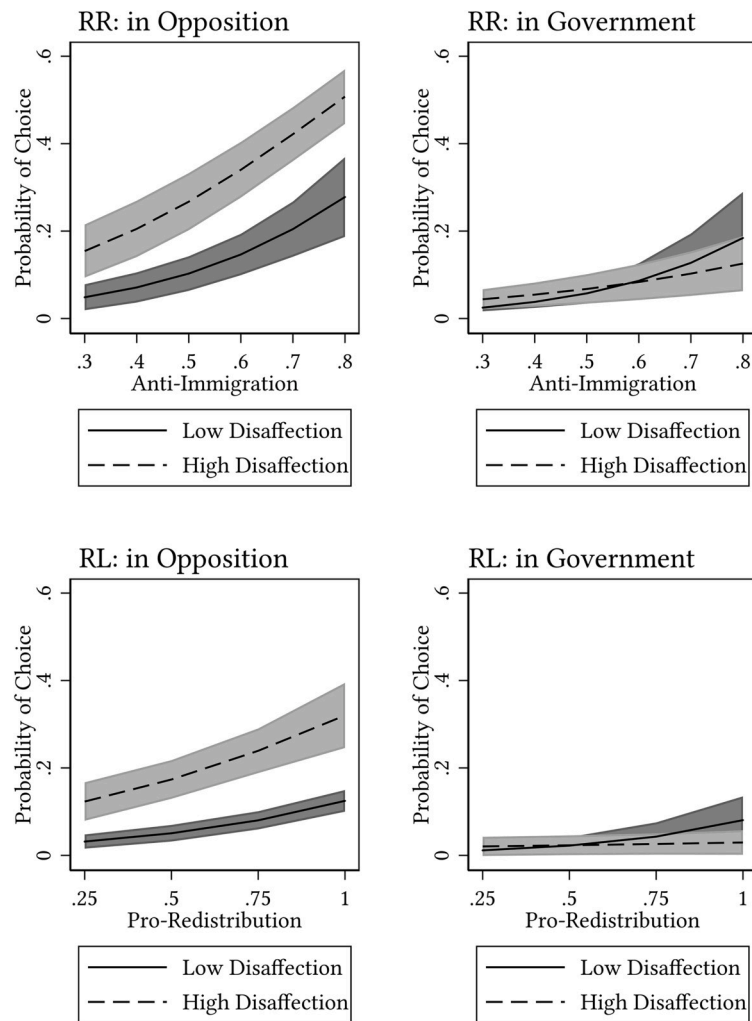 RR: in Opposition
Probability of Choice
0 .2 .4 .6
.3 .4 .5 .6 .7 .8
Anti-Immigration
Low Disaffection
High Disaffection
RR: in Government
Probability of Choice
0 .2 .4 .6
.3 .4 .5 .6 .7 .8
Anti-Immigration
Low Disaffection
High Disaffection
RL: in Opposition
Probability of Choice
0 .2 .4 .6
.25 .5 .75 1
Pro-Redistribution
Low Disaffection
High Disaffection
RL: in Government
Probability of Choice
0 .2 .4 .6
.25 .5 .75 1
Pro-Redistribution
Low Disaffection
High Disaffection